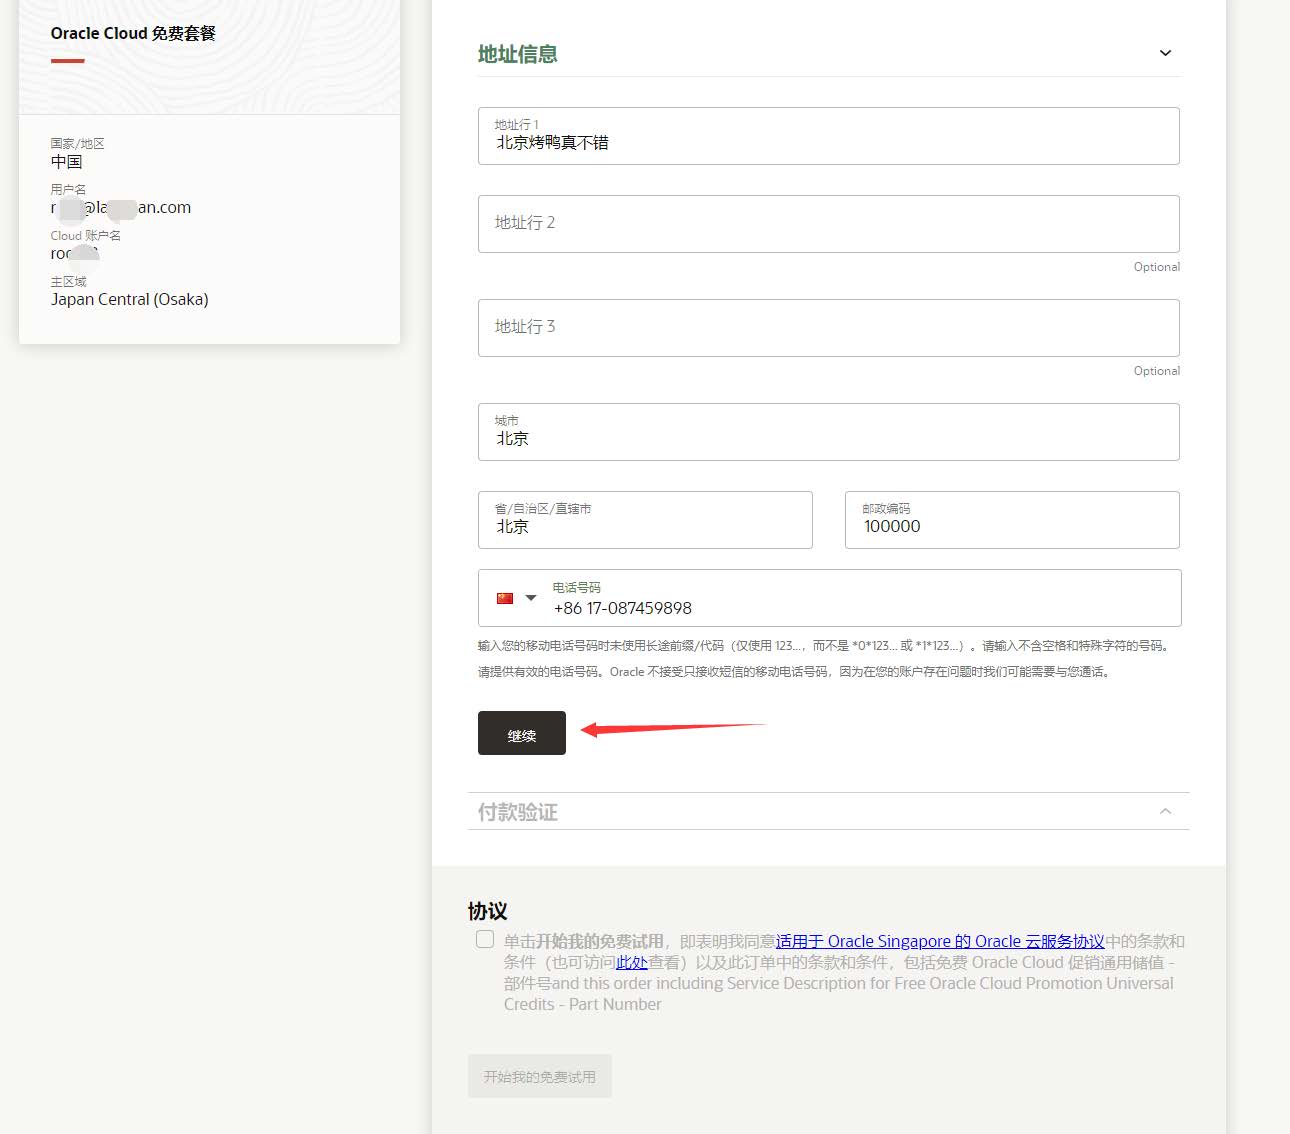 Oracle Cloud 免费套餐
国家/地区
中国
用户名
r @la an.com
Cloud 账户名
roo
主区域
Japan Central (Osaka)
地址信息
地址行 1
北京烤鸭真不错
地址行 2
Optional
地址行 3
Optional
城市
北京
省/自治区/直辖市
北京
邮政编码
100000
电话号码
+86 17-087459898
输入您的移动电话号码时未使用长途前缀/代码（仅使用 123...，而不是 *0*123... 或 *1*123...）。请输入不含空格和特殊字符的号码。
请提供有效的电话号码。Oracle 不接受只接收短信的移动电话号码，因为在您的账户存在问题时我们可能需要与您通话。
继续
付款验证
协议
单击开始我的免费试用，即表明我同意适用于 Oracle Singapore 的 Oracle 云服务协议中的条款和
条件（也可访问此处查看）以及此订单中的条款和条件，包括免费 Oracle Cloud 促销通用储值 -
部件号and this order including Service Description for Free Oracle Cloud Promotion Universal
Credits - Part Number
开始我的免费试用